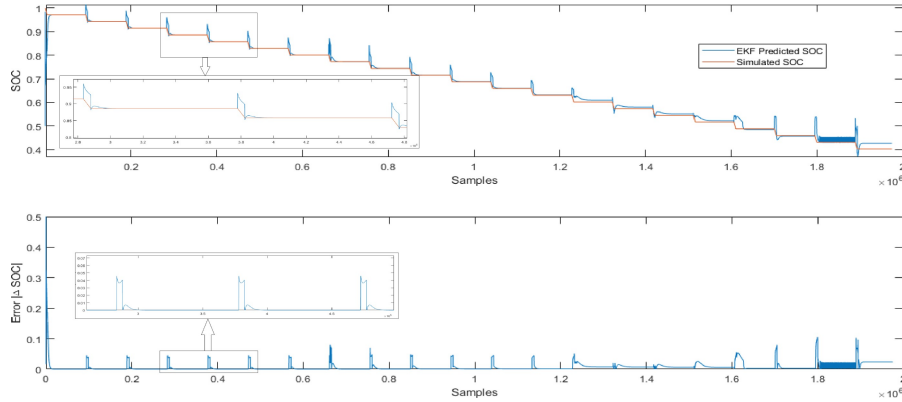 1
0.9
0.8
0.7
0.6
0.5
0.4
SOC
EKF Predicted SOC
Simulated SOC
0.2 0.4 0.6 0.8 1 1.2 1.4 1.6 1.8 2
Samples
× 10⁶
0.5
0.4
0.3
0.2
0.1
0
Error |Δ SOC|
0 0.2 0.4 0.6 0.8 1 1.2 1.4 1.6 1.8 2
Samples
× 10⁶